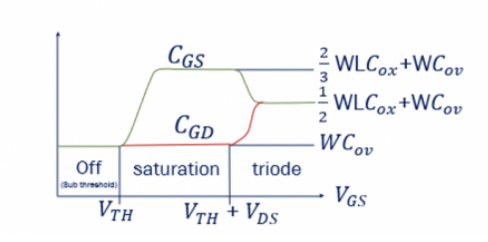 C_GS
2/3 WLC_ox+WC_ov
1/2 WLC_ox+WC_ov
C_GD
WC_ov
Off
(Sub threshold)
saturation
triode
V_GS
V_TH
V_TH + V_DS